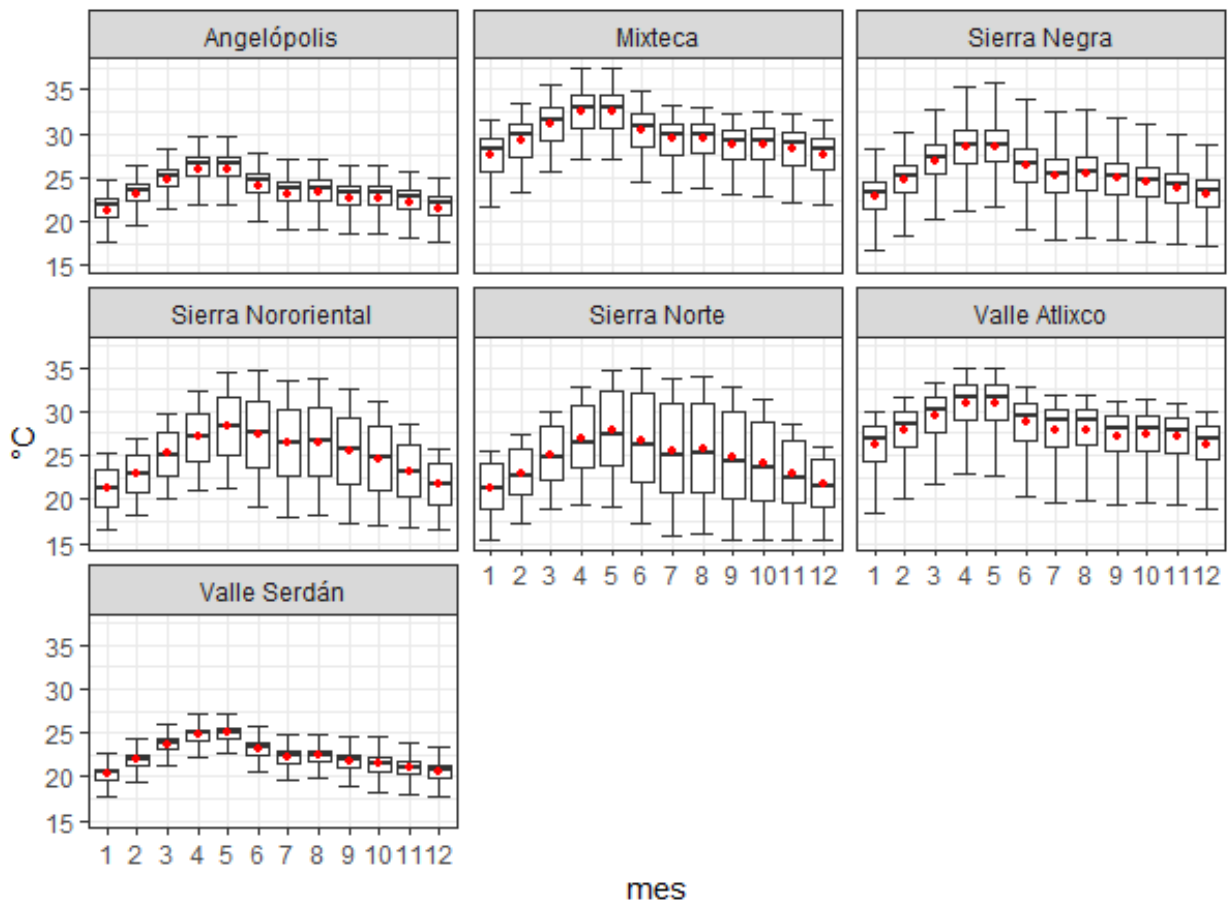 Angelópolis Mixteca Sierra Negra
35
30
25
20
15
Sierra Nororiental Sierra Norte Valle Atlixco
35
30
25
20
15
°C
1 2 3 4 5 6 7 8 9 10 11 12 1 2 3 4 5 6 7 8 9 10 11 12
Valle Serdán
35
30
25
20
15
1 2 3 4 5 6 7 8 9 10 11 12
mes